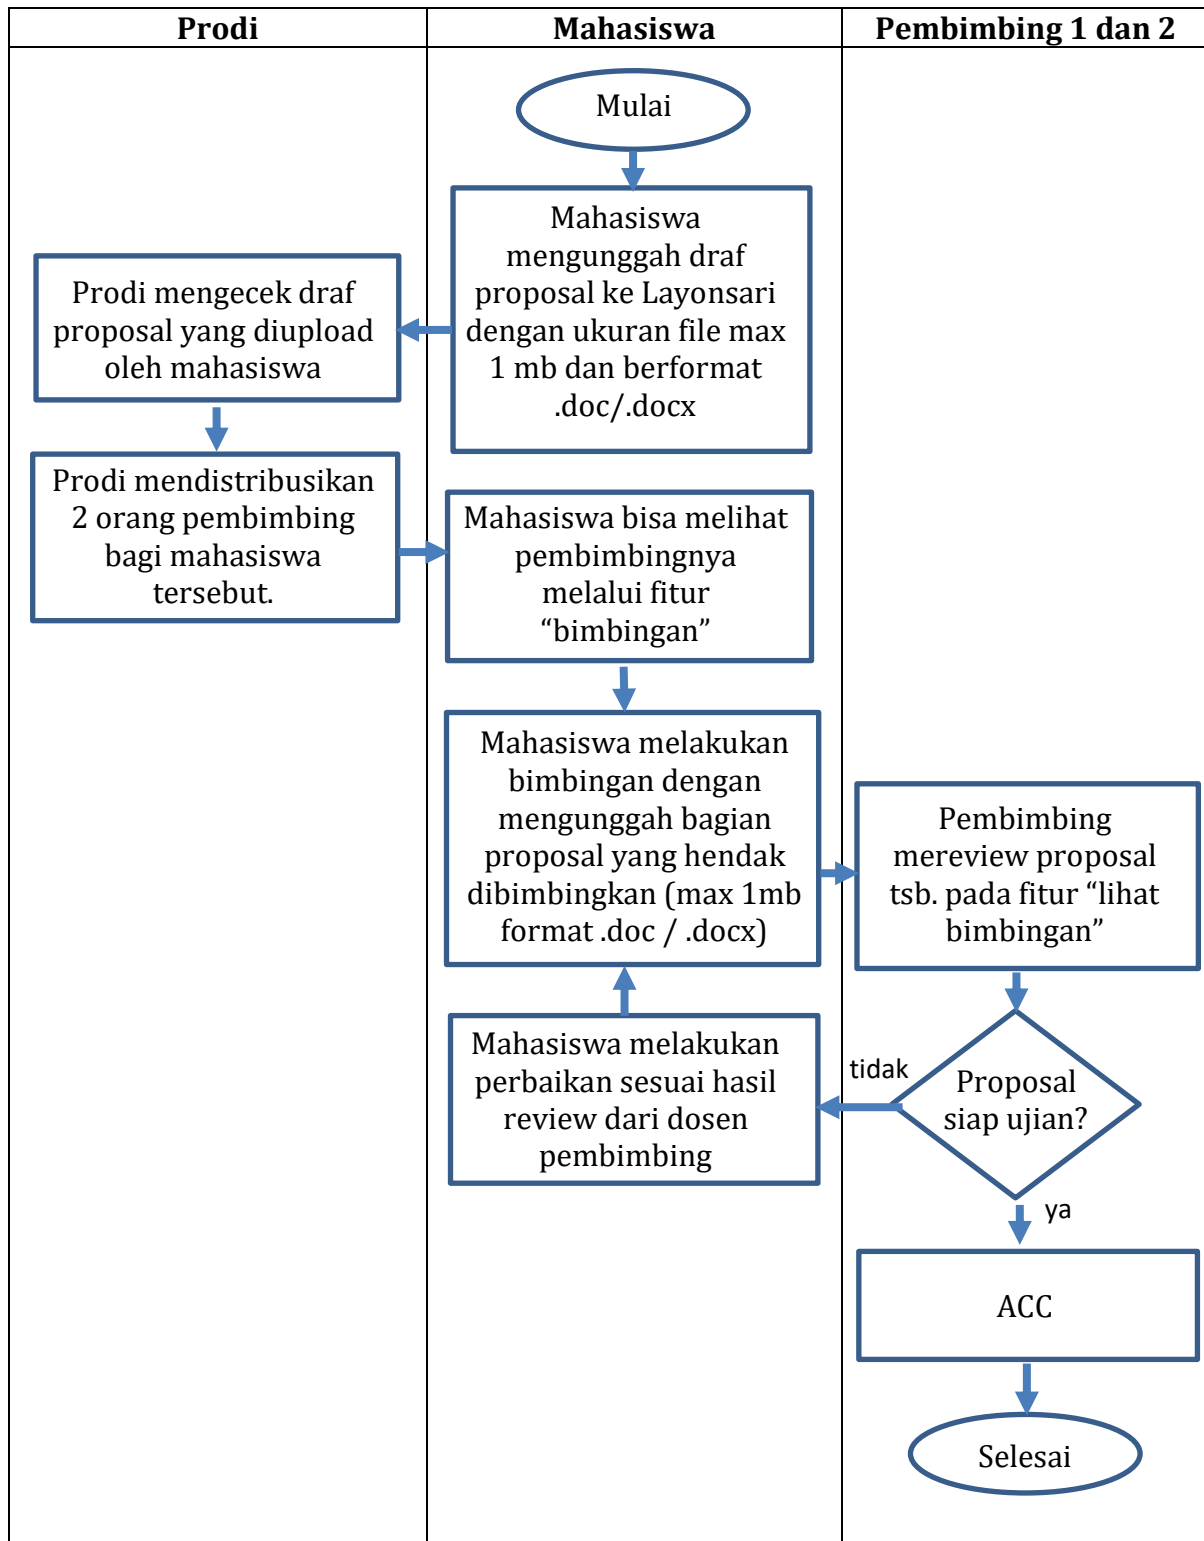 Prodi
Mahasiswa
Pembimbing 1 dan 2
Mulai
Mahasiswa
mengunggah draf
proposal ke Layonsari
dengan ukuran file max
1 mb dan berformat
.doc/.docx
Prodi mengecek draf
proposal yang diupload
oleh mahasiswa
Prodi mendistribusikan
2 orang pembimbing
bagi mahasiswa
tersebut.
Mahasiswa bisa melihat
pembimbingnya
melalui fitur
“bimbingan”
Mahasiswa melakukan
bimbingan dengan
mengunggah bagian
proposal yang hendak
dibimbingkan (max 1mb
format .doc / .docx)
Pembimbing
mereview proposal
tsb. pada fitur “lihat
bimbingan”
Proposal
siap ujian?
tidak
Mahasiswa melakukan
perbaikan sesuai hasil
review dari dosen
pembimbing
ya
ACC
Selesai